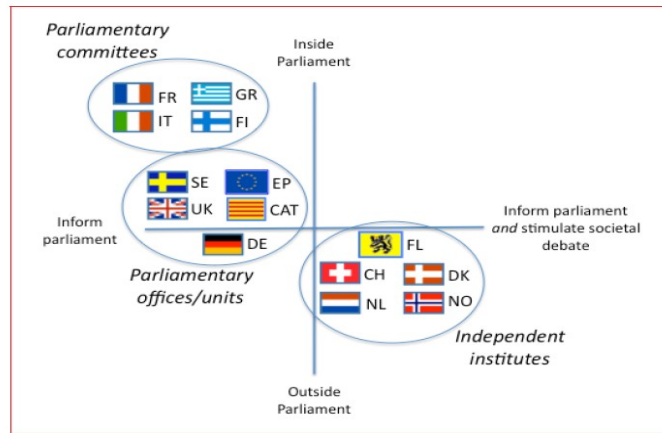 Parliamentary
committees
Inside
Parliament
FR
GR
IT
FI
SE
EP
UK
CAT
Inform
parliament
DE
Inform parliament
and stimulate societal
debate
FL
CH
DK
NL
NO
Parliamentary
offices/units
Independent
institutes
Outside
Parliament